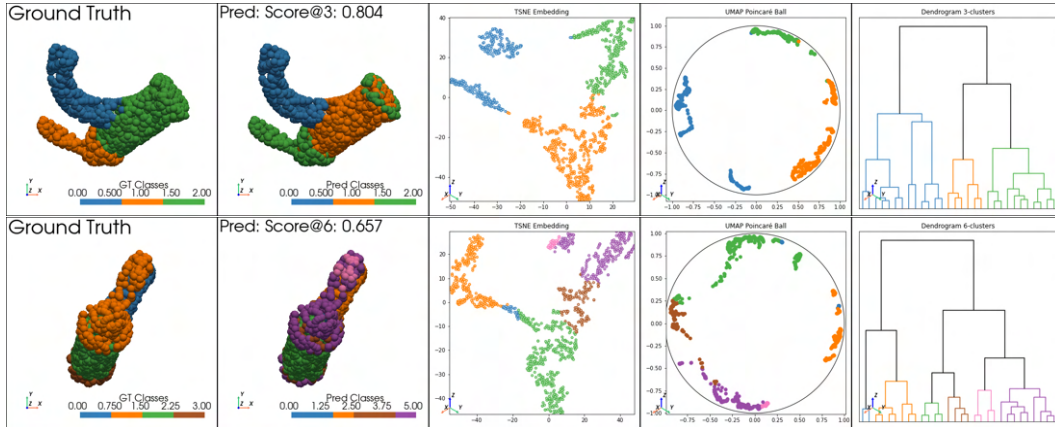 Ground Truth
Pred: Score@3: 0.804
TSNE Embedding
UMAP Poincaré Ball
Dendrogram 3-clusters
40
20
0
−20
−40
−50 −40 −30 −20 −10 0 10 20
1.00
0.75
0.50
0.25
0.00
−0.25
−0.50
−0.75
−1.00
−1.00 −0.75 −0.50 −0.25 0.00 0.25 0.50 0.75 1.00
Y
Z X
GT Classes
0.00 0.500 1.00 1.50 2.00
Y
Z X
Pred Classes
0.00 0.500 1.00 1.50 2.00
Ground Truth
Pred: Score@6: 0.657
TSNE Embedding
UMAP Poincaré Ball
Dendrogram 6-clusters
20
10
0
−10
−20
−30
−40
−40 −20 0 20 40
1.00
0.75
0.50
0.25
0.00
−0.25
−0.50
−0.75
−1.00
−1.00 −0.75 −0.50 −0.25 0.00 0.25 0.50 0.75 1.00
Y
Z X
GT Classes
0.00 0.750 1.50 2.25 3.00
Y
Z X
Pred Classes
0.00 1.25 2.50 3.75 5.00